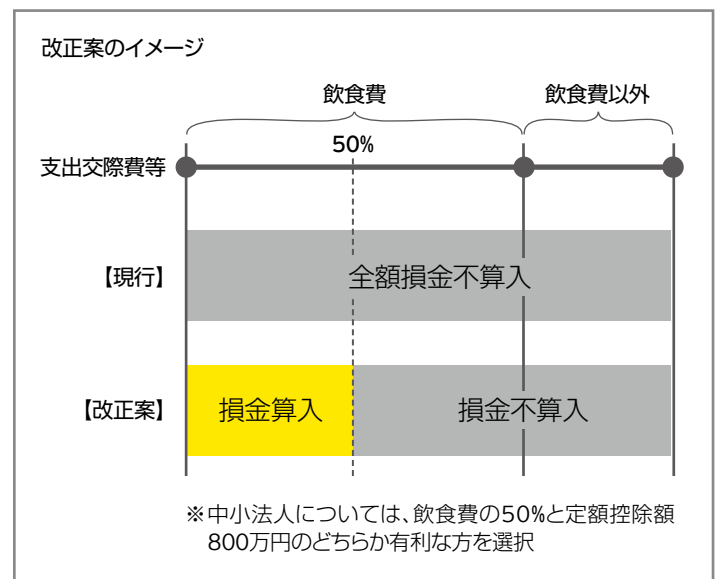 改正案のイメージ
飲食費 飲食費以外
50%
支出交際費等
【現行】 全額損金不算入
【改正案】 損金算入 損金不算入
※中小法人については、飲食費の50%と定額控除額
800万円のどちらか有利な方を選択